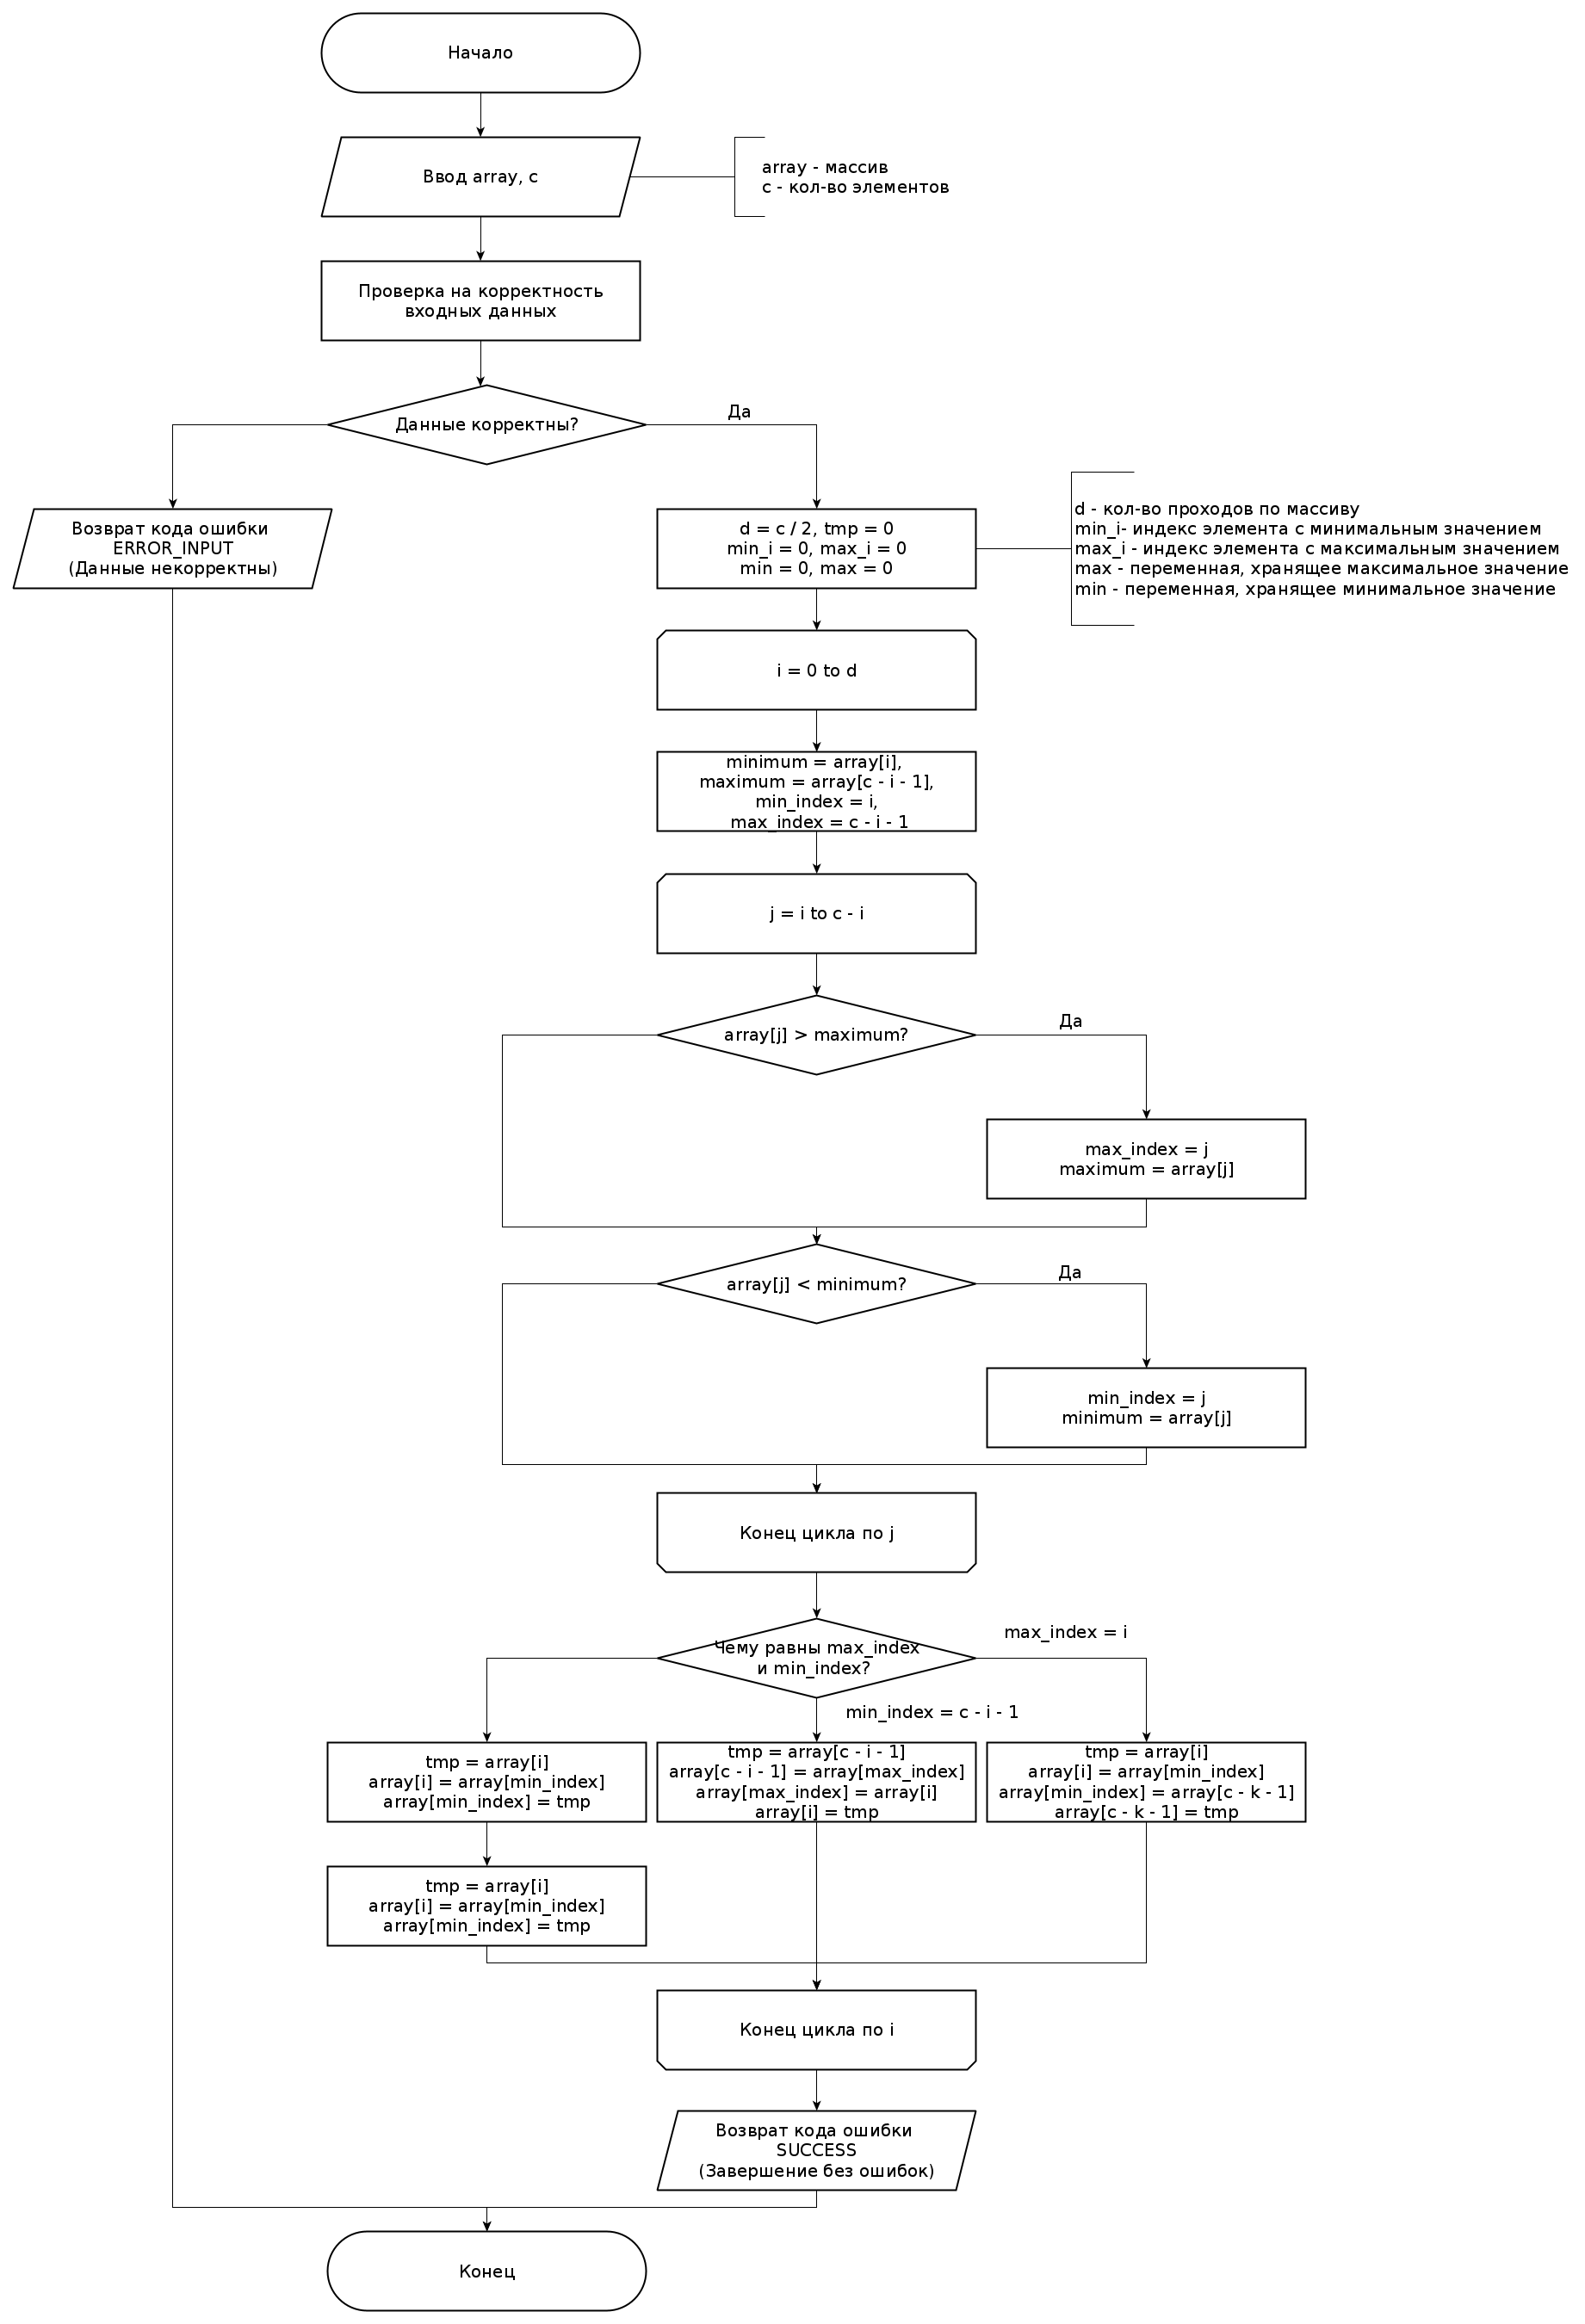 Начало
Ввод array, c
array - массив
c - кол-во элементов
Проверка на корректность
входных данных
Данные корректны?
Да
Возврат кода ошибки
ERROR_INPUT
(Данные некорректны)
d = c / 2, tmp = 0
min_i = 0, max_i = 0
min = 0, max = 0
d - кол-во проходов по массиву
min_i- индекс элемента с минимальным значением
max_i - индекс элемента с максимальным значением
max - переменная, хранящее максимальное значение
min - переменная, хранящее минимальное значение
i = 0 to d
minimum = array[i],
maximum = array[c - i - 1],
min_index = i,
max_index = c - i - 1
j = i to c - i
array[j] > maximum?
Да
max_index = j
maximum = array[j]
array[j] < minimum?
Да
min_index = j
minimum = array[j]
Конец цикла по j
Чему равны max_index
и min_index?
max_index = i
min_index = c - i - 1
tmp = array[i]
array[i] = array[min_index]
array[min_index] = tmp
tmp = array[c - i - 1]
array[c - i - 1] = array[max_index]
array[max_index] = array[i]
array[i] = tmp
tmp = array[i]
array[i] = array[min_index]
array[min_index] = array[c - k - 1]
array[c - k - 1] = tmp
tmp = array[i]
array[i] = array[min_index]
array[min_index] = tmp
Конец цикла по i
Возврат кода ошибки
SUCCESS
(Завершение без ошибок)
Конец